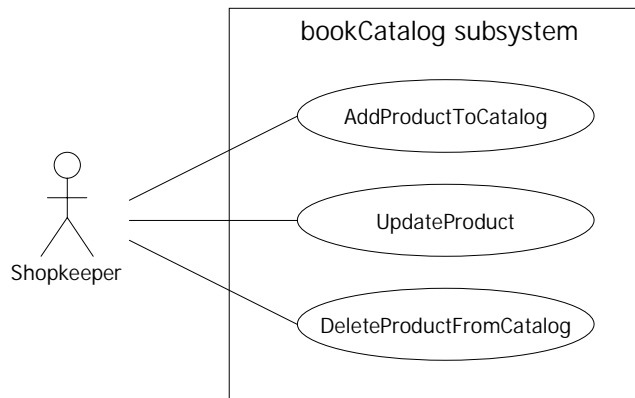 bookCatalog subsystem
AddProductToCatalog
UpdateProduct
Shopkeeper
DeleteProductFromCatalog